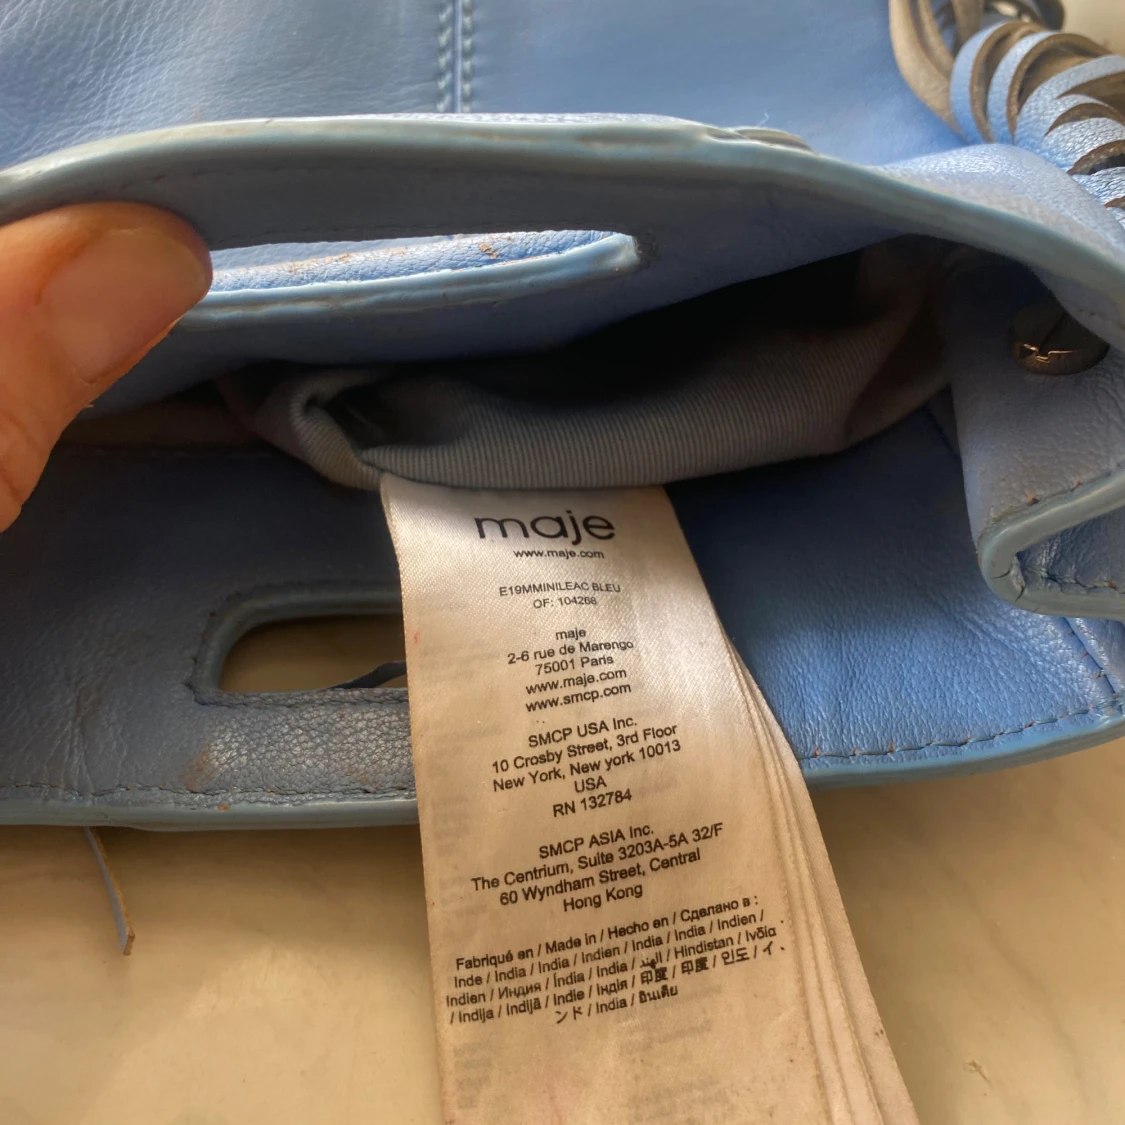 maje
www.maje.com
E19MMINILEAC BLEU
OF: 104266
maje
2-6 rue de Marengo
75001 Paris
www.maje.com
www.smcp.com
SMCP USA Inc.
10 Crosby Street, 3rd Floor
New York, New york 10013
USA
RN 132784
SMCP ASIA Inc.
The Centrium, Suite 3203A-5A 32/F
60 Wyndham Street, Central
Hong Kong
Fabriqué en / Made in / Hecho en / Сделано в :
Inde / India / India / Indien / India / India / Indien /
Indien / Индия / India / India / الهند / Hindistan / Ινδία
/ Indija / Indijā / Indie / Індія / 印度 / 印度 / 인도 / イ
ンド / India / อินเดีย